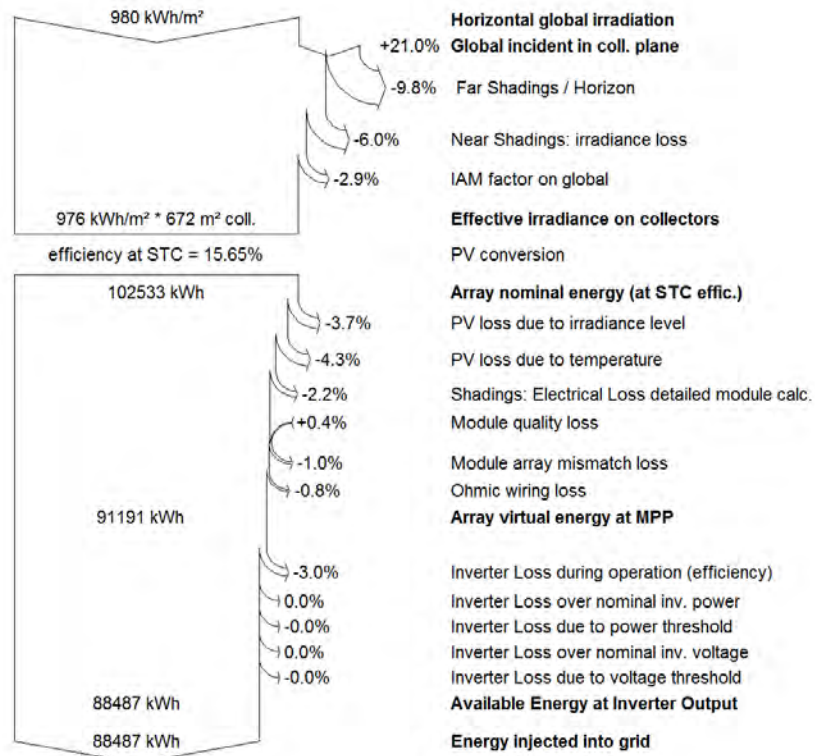 980 kWh/m² Horizontal global irradiation
+21.0% Global incident in coll. plane
-9.8% Far Shadings / Horizon
-6.0% Near Shadings: irradiance loss
-2.9% IAM factor on global
976 kWh/m² * 672 m² coll. Effective irradiance on collectors
efficiency at STC = 15.65% PV conversion
102533 kWh Array nominal energy (at STC effic.)
-3.7% PV loss due to irradiance level
-4.3% PV loss due to temperature
-2.2% Shadings: Electrical Loss detailed module calc.
+0.4% Module quality loss
-1.0% Module array mismatch loss
-0.8% Ohmic wiring loss
91191 kWh Array virtual energy at MPP
-3.0% Inverter Loss during operation (efficiency)
0.0% Inverter Loss over nominal inv. power
-0.0% Inverter Loss due to power threshold
0.0% Inverter Loss over nominal inv. voltage
-0.0% Inverter Loss due to voltage threshold
88487 kWh Available Energy at Inverter Output
88487 kWh Energy injected into grid